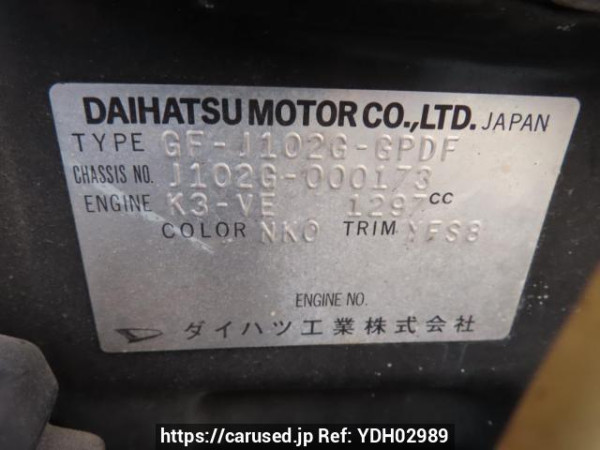 DAIHATSU MOTOR CO.,LTD. JAPAN
TYPE GF-J102G-GPDF
CHASSIS NO. J102G-000173
ENGINE K3-VE 1297cc
COLOR NK0 TRIM YFS8
ENGINE NO.
ダイハツ工業株式会社
https://carused.jp Ref: YDH02989